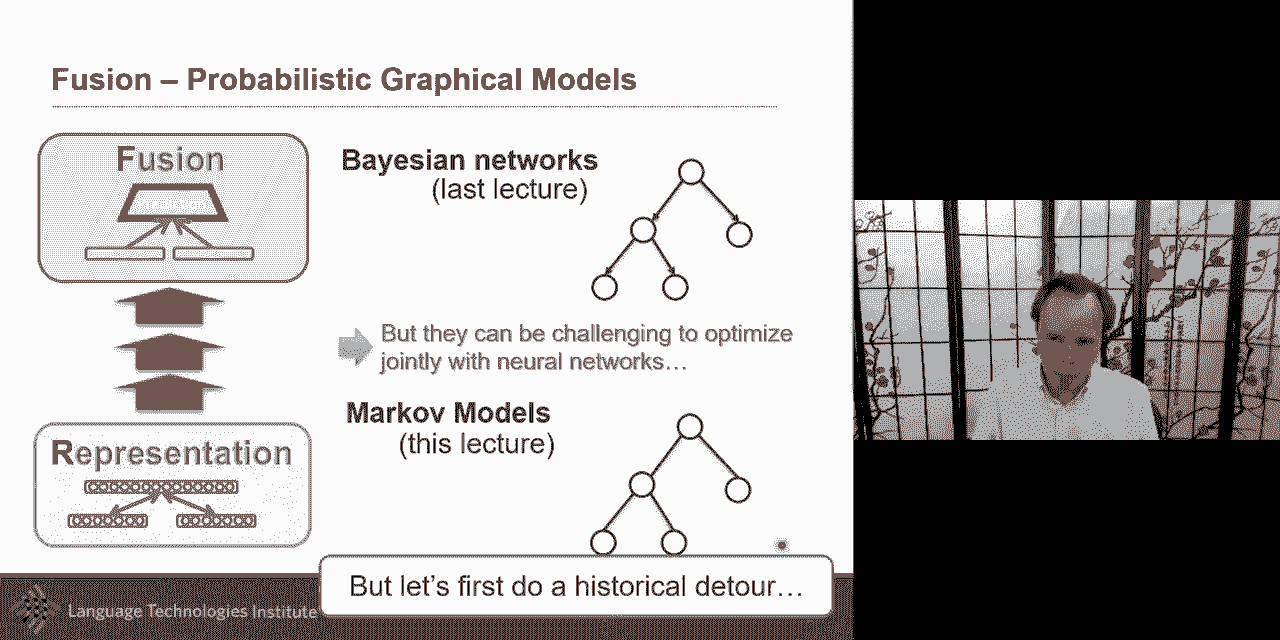 Fusion – Probabilistic Graphical Models
Fusion
Bayesian networks
(last lecture)
But they can be challenging to optimize
jointly with neural networks…
Markov Models
(this lecture)
Representation
But let's first do a historical detour…
Language Technologies Institute